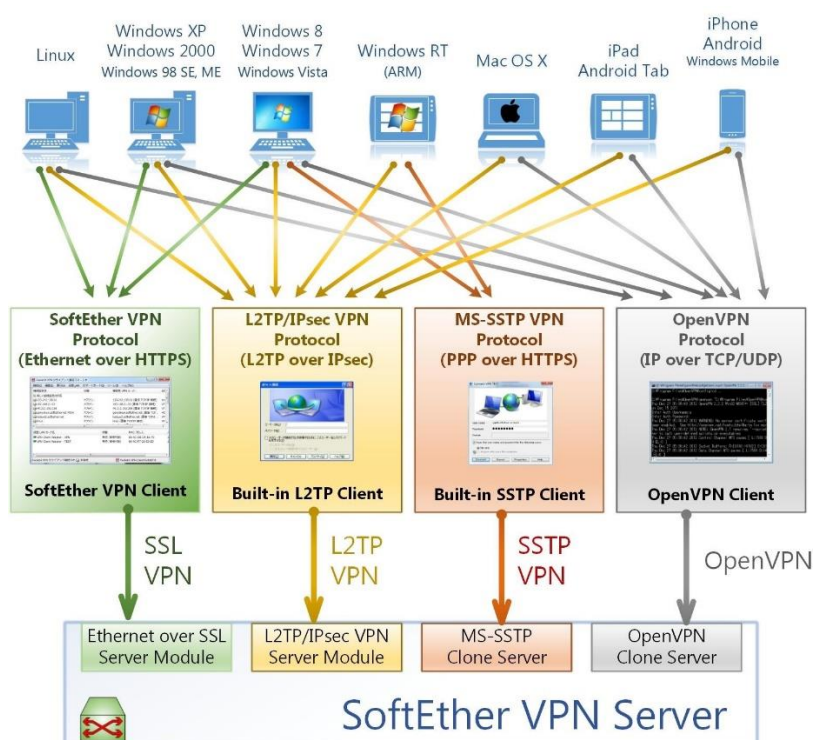 Linux
Windows XP
Windows 2000
Windows 98 SE, ME
Windows 8
Windows 7
Windows Vista
Windows RT
(ARM)
Mac OS X
iPad
Android Tab
iPhone
Android
Windows Mobile
SoftEther VPN
Protocol
(Ethernet over HTTPS)
SoftEther VPN Client
L2TP/IPsec VPN
Protocol
(L2TP over IPsec)
Built-in L2TP Client
MS-SSTP VPN
Protocol
(PPP over HTTPS)
Built-in SSTP Client
OpenVPN
Protocol
(IP over TCP/UDP)
OpenVPN Client
SSL
VPN
L2TP
VPN
SSTP
VPN
OpenVPN
Ethernet over SSL
Server Module
L2TP/IPsec VPN
Server Module
MS-SSTP
Clone Server
OpenVPN
Clone Server
SoftEther VPN Server